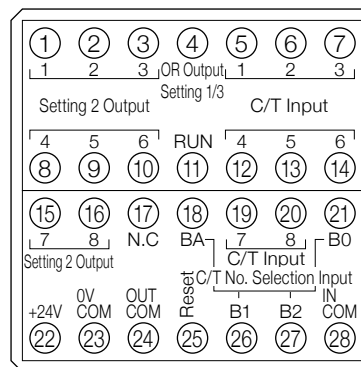 1 2 3 4 5 6 7
1 2 3 OR Output 1 2 3
Setting 1/3
Setting 2 Output C/T Input
4 5 6 RUN 4 5 6
8 9 10 11 12 13 14
15 16 17 18 19 20 21
7 8 N.C BA 7 8 B0
Setting 2 Output C/T Input
C/T No. Selection Input
0V OUT Reset IN
+24V COM COM B1 B2 COM
22 23 24 25 26 27 28